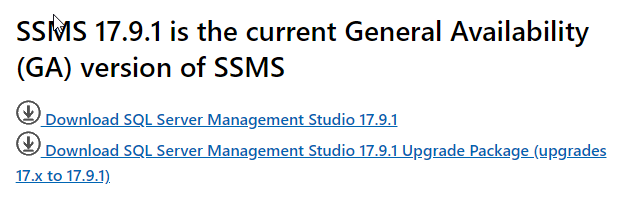 SSMS 17.9.1 is the current General Availability
(GA) version of SSMS
Download SQL Server Management Studio 17.9.1
Download SQL Server Management Studio 17.9.1 Upgrade Package (upgrades
17.x to 17.9.1)